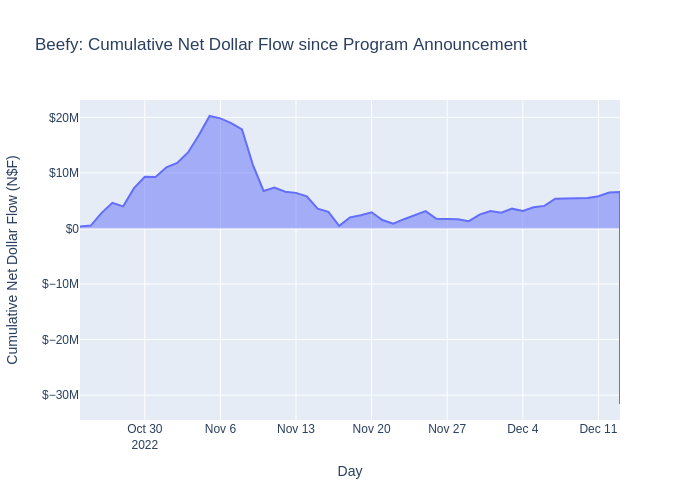 Beefy: Cumulative Net Dollar Flow since Program Announcement
Cumulative Net Dollar Flow (N$F)
$20M
$10M
$0
$−10M
$−20M
$−30M
Oct 30
2022
Nov 6
Nov 13
Nov 20
Nov 27
Dec 4
Dec 11
Day